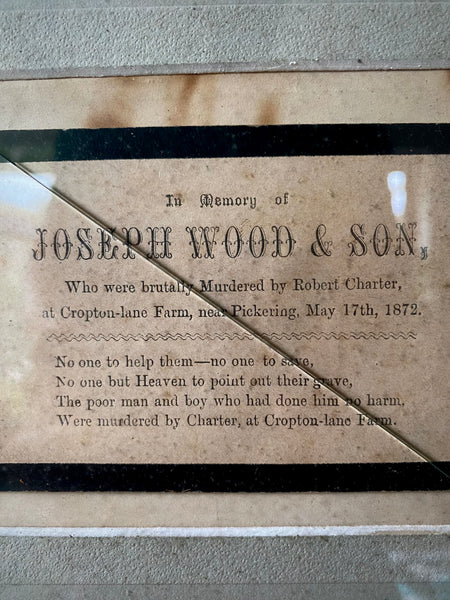 In Memory of
JOSEPH WOOD & SON,
Who were brutally Murdered by Robert Charter,
at Cropton-lane Farm, near Pickering, May 17th, 1872.
No one to help them—no one to save,
No one but Heaven to point out their grave,
The poor man and boy who had done him no harm,
Were murdered by Charter, at Cropton-lane Farm.